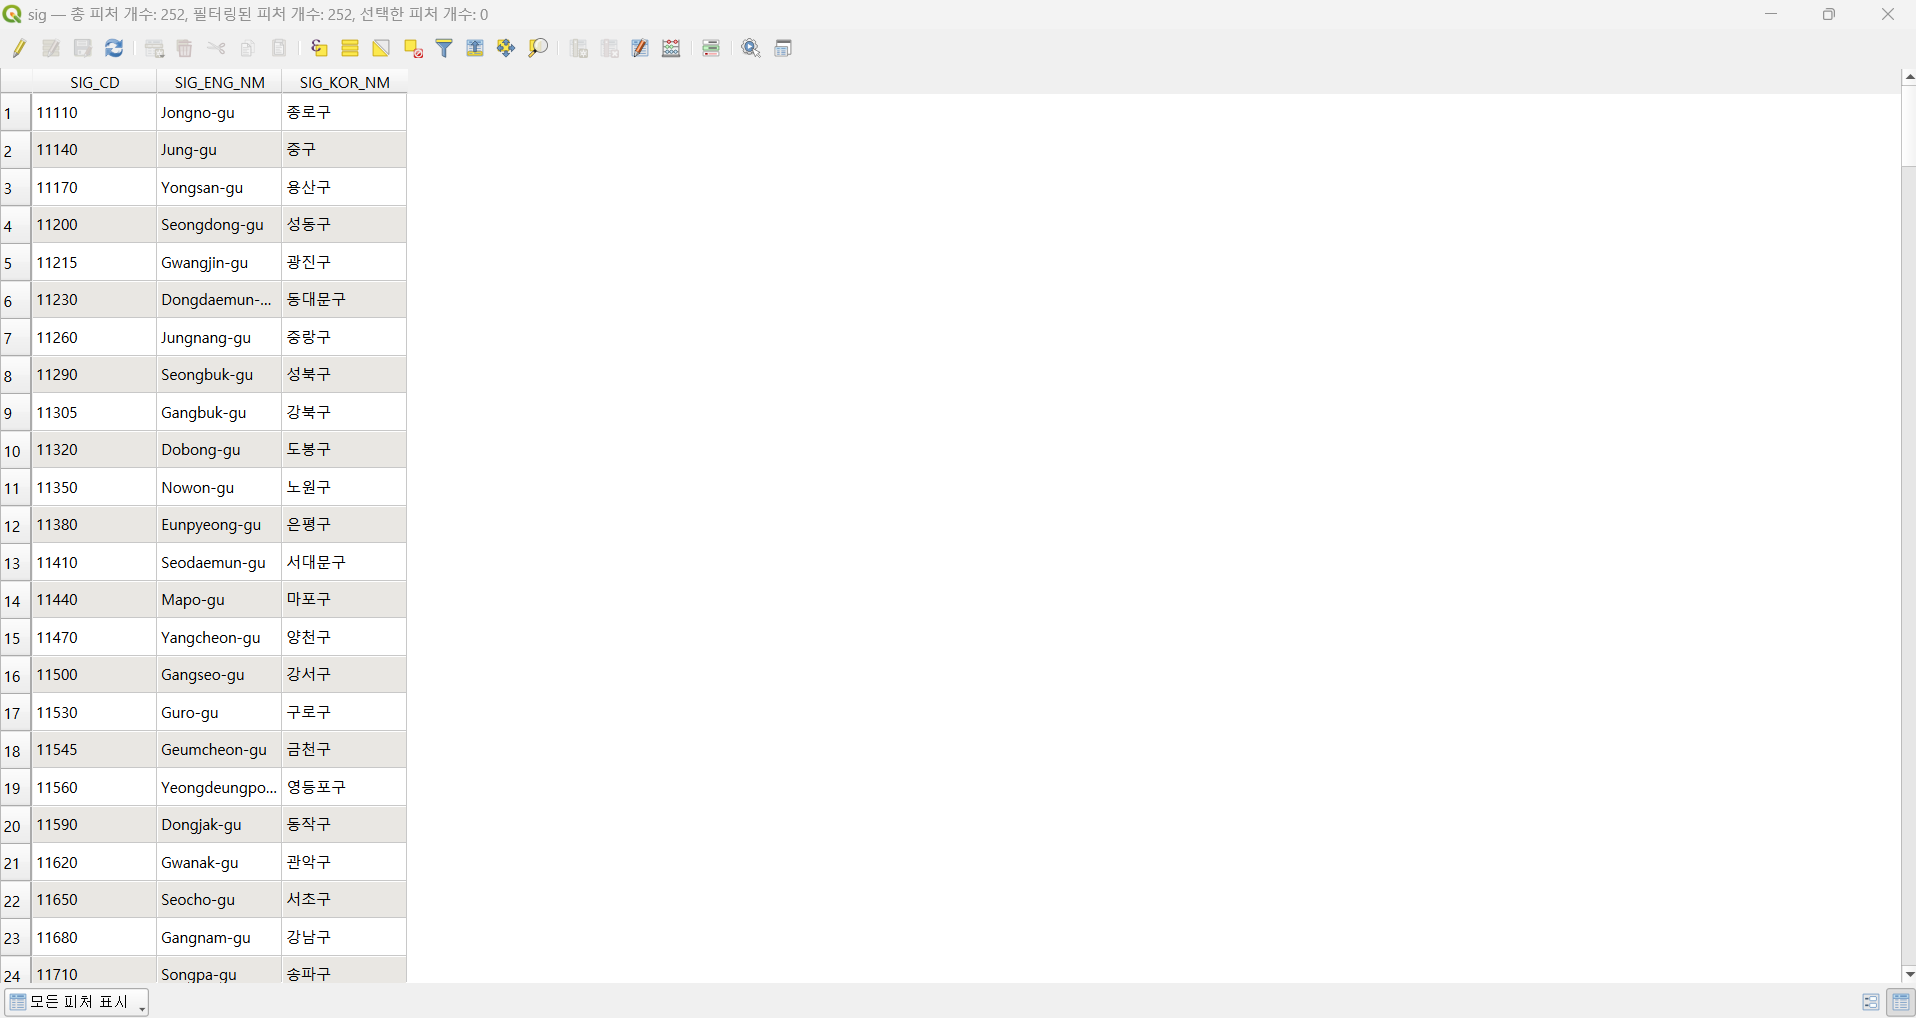 sig — 총 피처 개수: 252, 필터링된 피처 개수: 252, 선택한 피처 개수: 0
SIG_CD SIG_ENG_NM SIG_KOR_NM
1 11110 Jongno-gu 종로구
2 11140 Jung-gu 중구
3 11170 Yongsan-gu 용산구
4 11200 Seongdong-gu 성동구
5 11215 Gwangjin-gu 광진구
6 11230 Dongdaemun-... 동대문구
7 11260 Jungnang-gu 중랑구
8 11290 Seongbuk-gu 성북구
9 11305 Gangbuk-gu 강북구
10 11320 Dobong-gu 도봉구
11 11350 Nowon-gu 노원구
12 11380 Eunpyeong-gu 은평구
13 11410 Seodaemun-gu 서대문구
14 11440 Mapo-gu 마포구
15 11470 Yangcheon-gu 양천구
16 11500 Gangseo-gu 강서구
17 11530 Guro-gu 구로구
18 11545 Geumcheon-gu 금천구
19 11560 Yeongdeungpo... 영등포구
20 11590 Dongjak-gu 동작구
21 11620 Gwanak-gu 관악구
22 11650 Seocho-gu 서초구
23 11680 Gangnam-gu 강남구
24 11710 Songpa-gu 송파구
모든 피처 표시